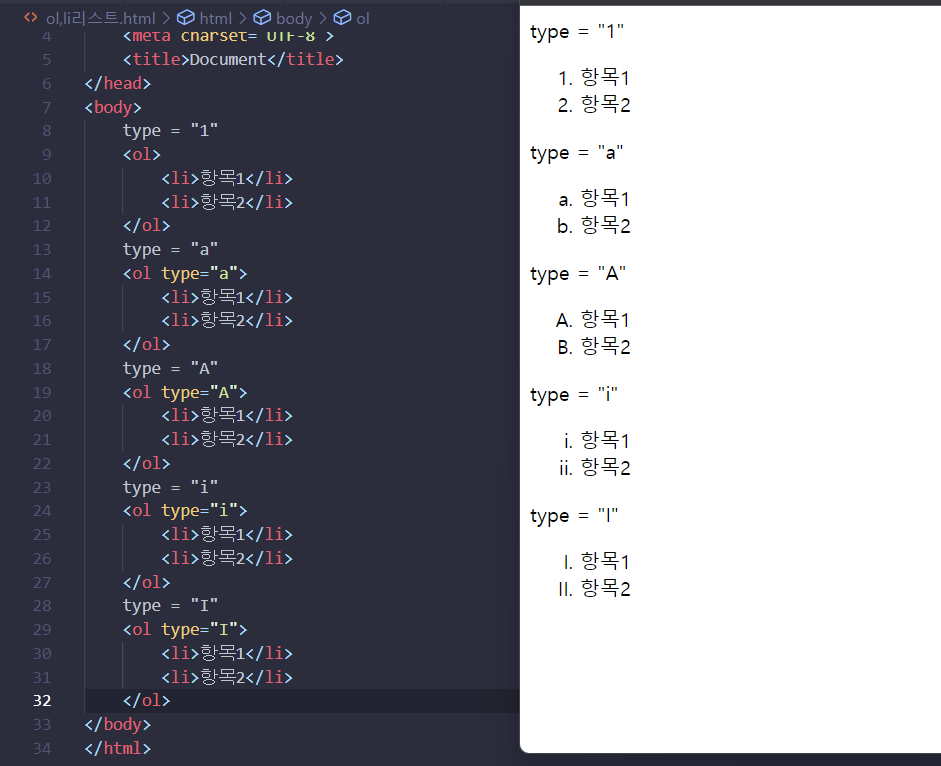 ol,li리스트.html > html > body > ol
4 <meta charset="UTF-8">
5 <title>Document</title>
6 </head>
7 <body>
8 type = "1"
9 <ol>
10 <li>항목1</li>
11 <li>항목2</li>
12 </ol>
13 type = "a"
14 <ol type="a">
15 <li>항목1</li>
16 <li>항목2</li>
17 </ol>
18 type = "A"
19 <ol type="A">
20 <li>항목1</li>
21 <li>항목2</li>
22 </ol>
23 type = "i"
24 <ol type="i">
25 <li>항목1</li>
26 <li>항목2</li>
27 </ol>
28 type = "I"
29 <ol type="I">
30 <li>항목1</li>
31 <li>항목2</li>
32 </ol>
33 </body>
34 </html>
type = "1"
1. 항목1
2. 항목2
type = "a"
a. 항목1
b. 항목2
type = "A"
A. 항목1
B. 항목2
type = "i"
i. 항목1
ii. 항목2
type = "I"
I. 항목1
II. 항목2